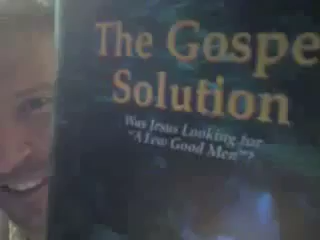 The Gospe
Solution
Was Jesus Looking for
"A Few Good Men"?